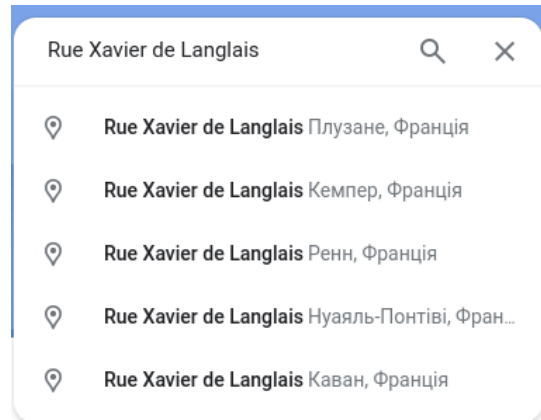 Rue Xavier de Langlais
Rue Xavier de Langlais Плузане, Франція
Rue Xavier de Langlais Кемпер, Франція
Rue Xavier de Langlais Ренн, Франція
Rue Xavier de Langlais Нуаяль-Понтіві, Фран...
Rue Xavier de Langlais Каван, Франція